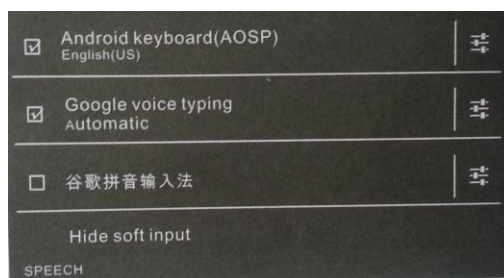 Android keyboard(AOSP)
English(US)
Google voice typing
Automatic
谷歌拼音输入法
Hide soft input
SPEECH